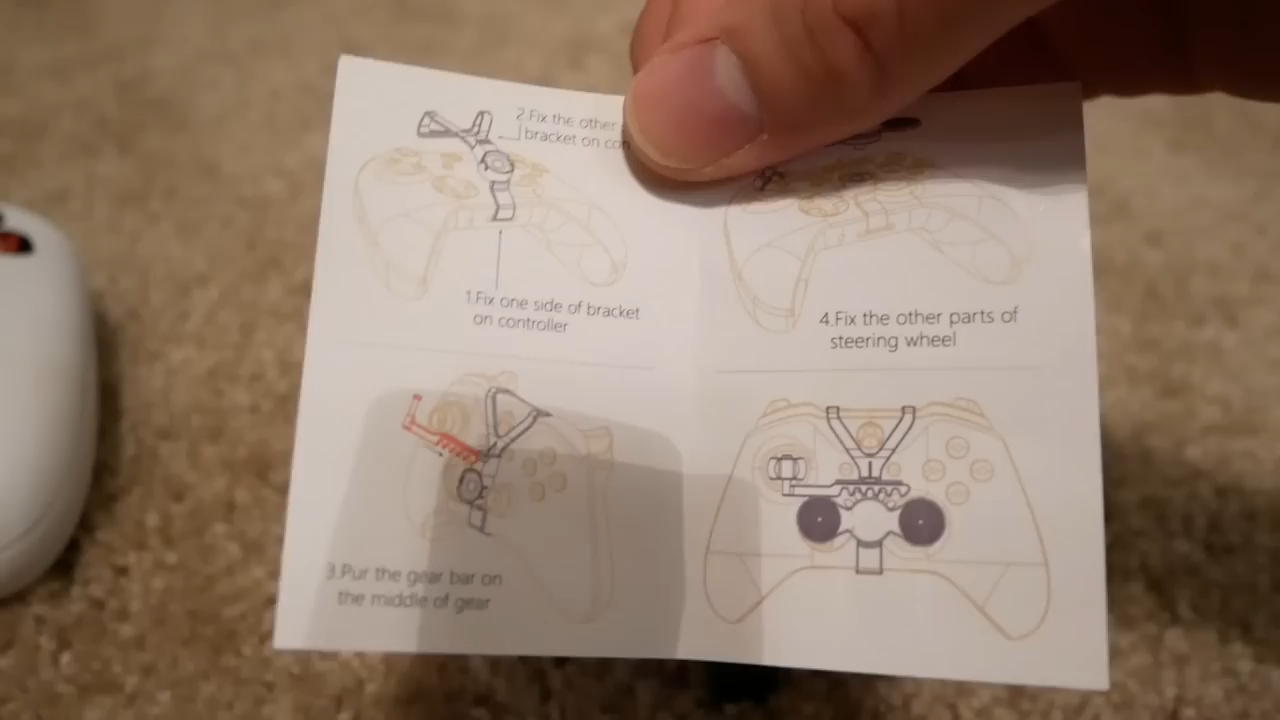 2.Fix the other
bracket on
1.Fix one side of bracket
on controller
4.Fix the other parts of
steering wheel
3.Pur the gear bar on
the middle of gear